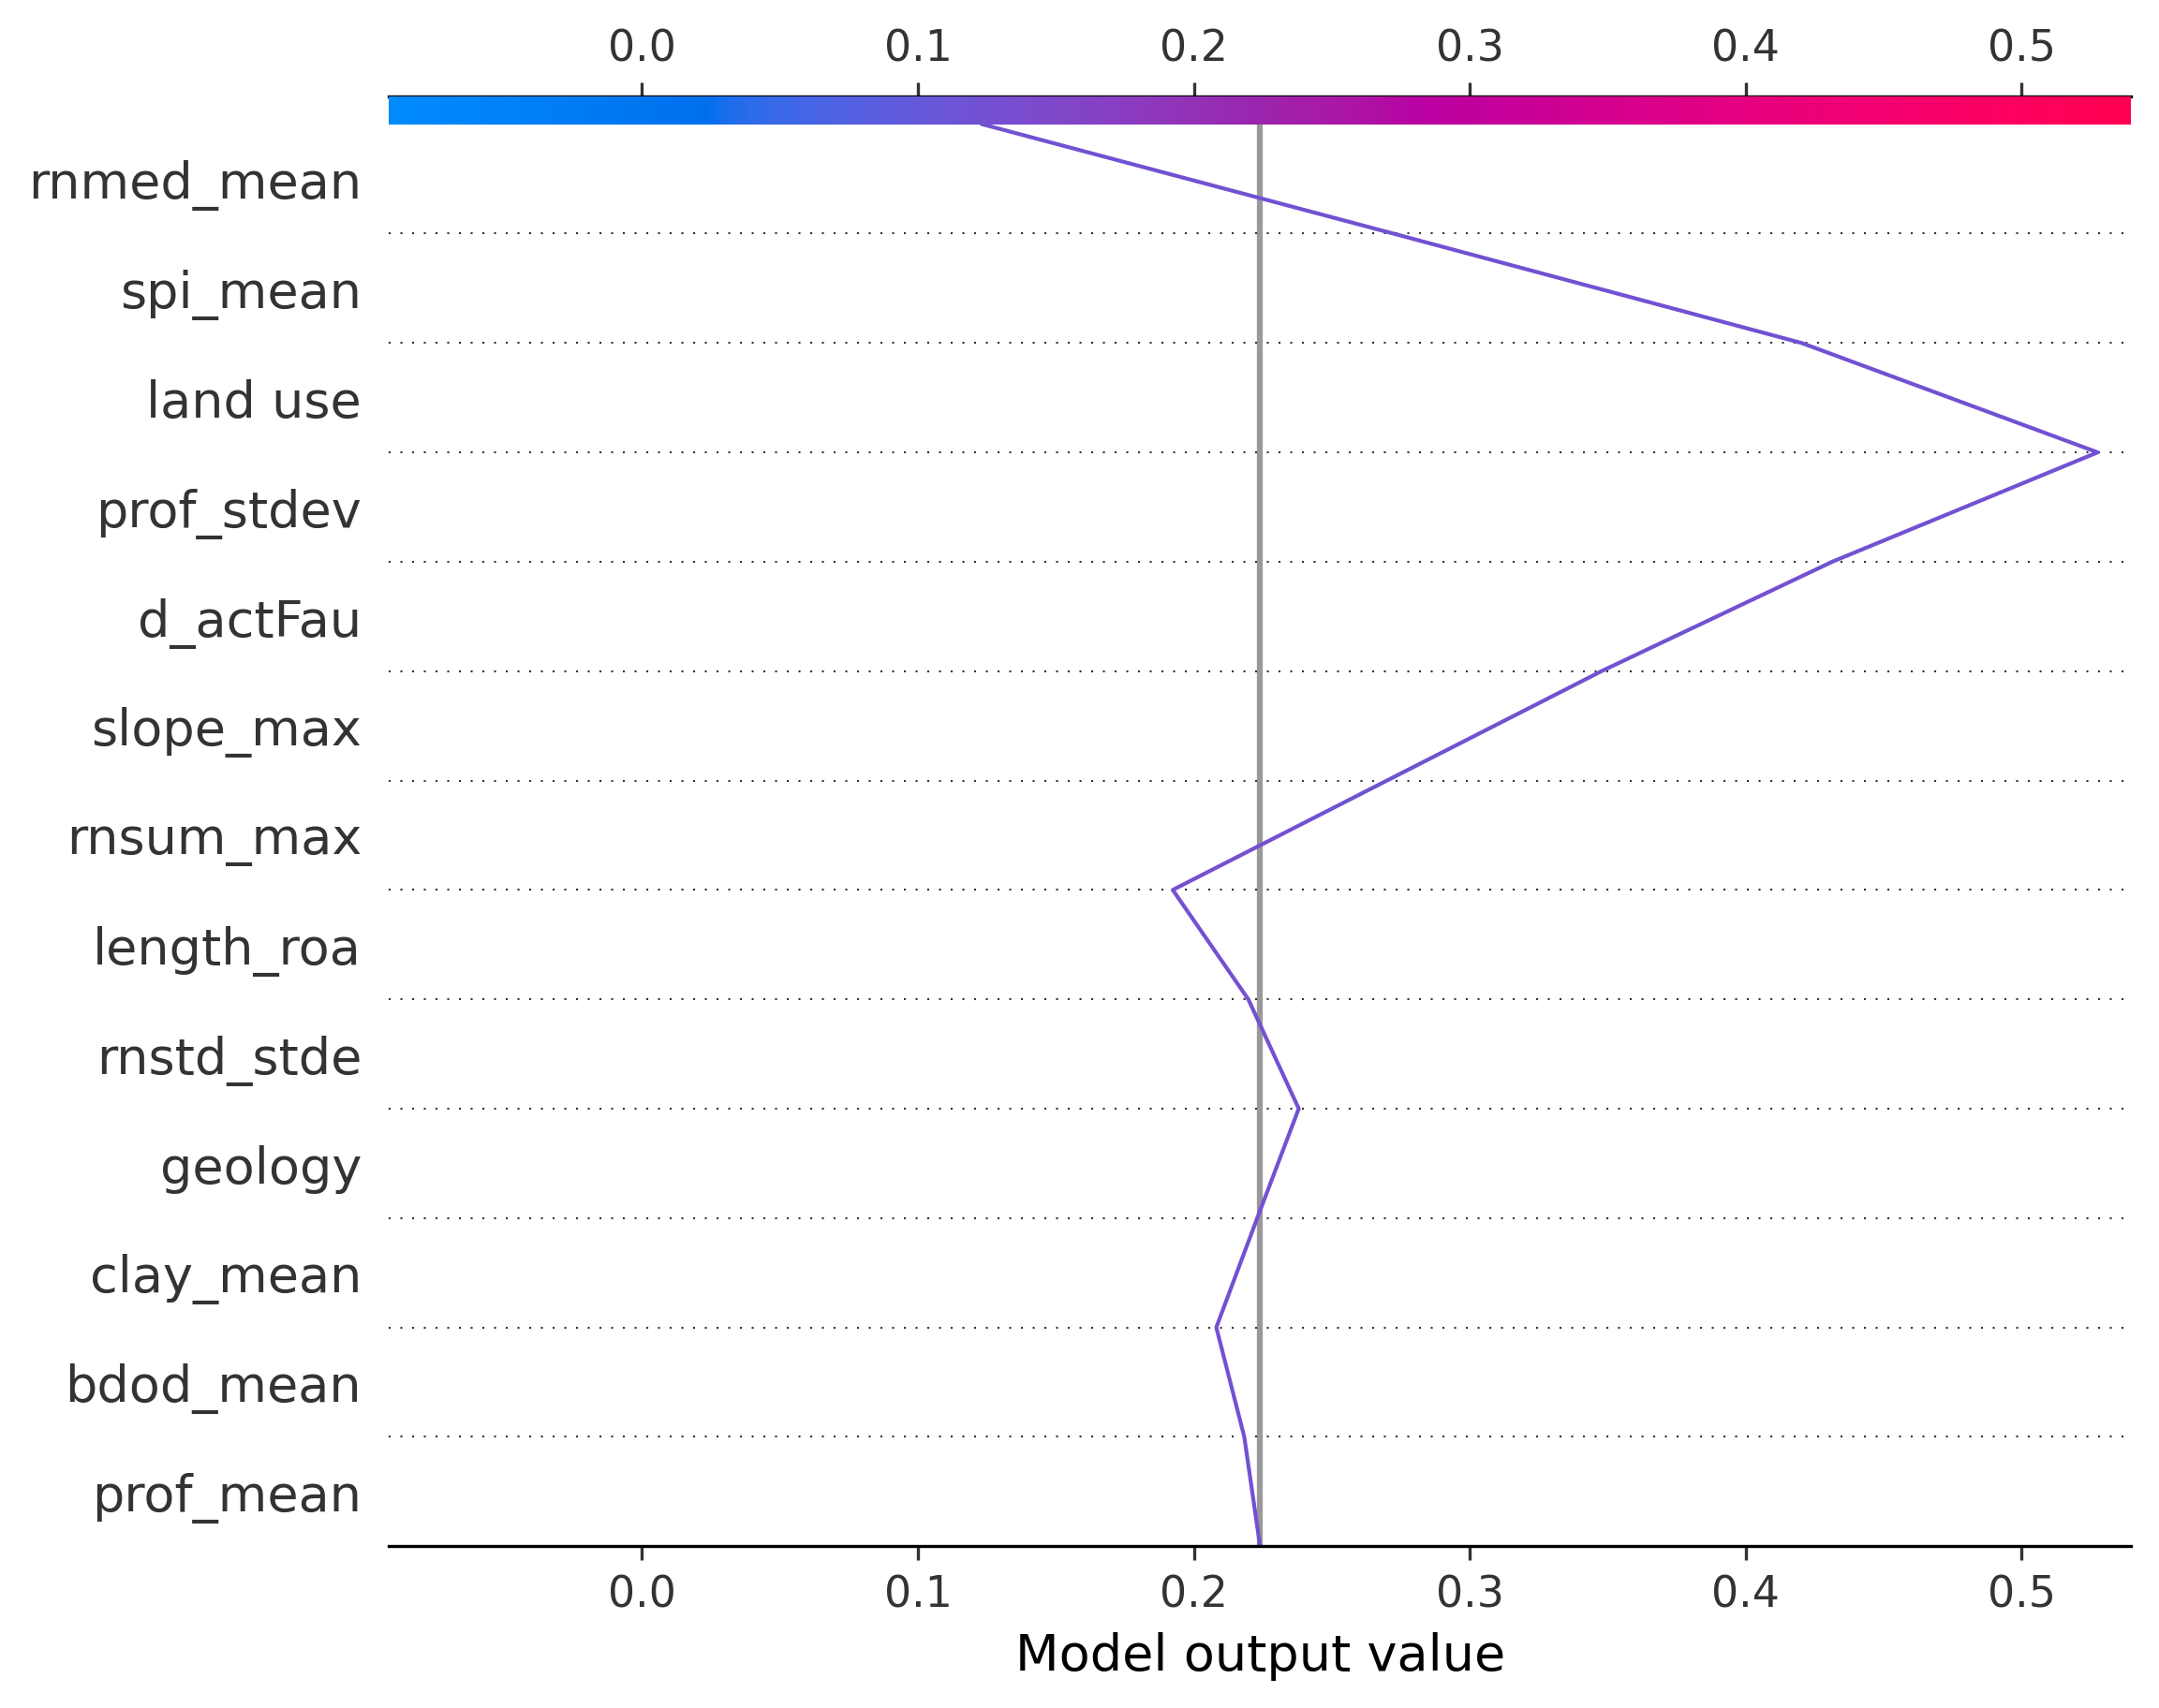 0.0 0.1 0.2 0.3 0.4 0.5
rnmed_mean
spi_mean
land use
prof_stdev
d_actFau
slope_max
rnsum_max
length_roa
rnstd_stde
geology
clay_mean
bdod_mean
prof_mean
0.0 0.1 0.2 0.3 0.4 0.5
Model output value